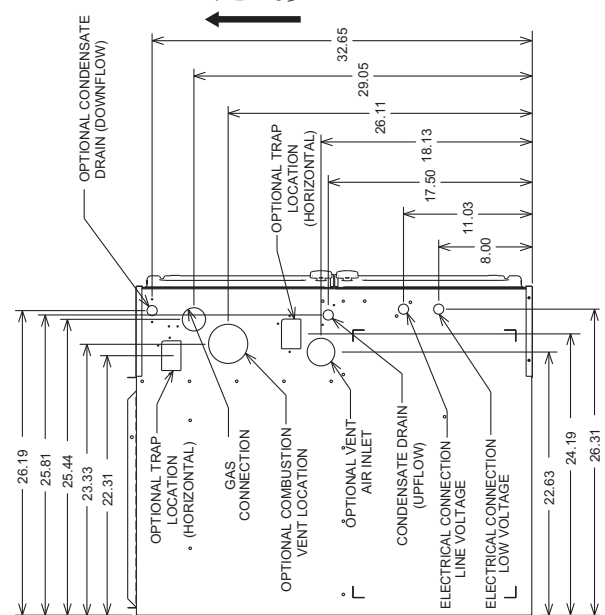 OPTIONAL CONDENSATE
DRAIN (DOWNFLOW)
32.65
29.05
26.11
18.13
17.50
11.03
8.00
OPTIONAL TRAP
LOCATION
(HORIZONTAL)
26.19
25.81
25.44
23.33
22.31
OPTIONAL TRAP
LOCATION
(HORIZONTAL)
GAS
CONNECTION
OPTIONAL COMBUSTION
VENT LOCATION
OPTIONAL VENT
AIR INLET
CONDENSATE DRAIN
(UPFLOW)
ELECTRICAL CONNECTION
LINE VOLTAGE
ELECTRICAL CONNECTION
LOW VOLTAGE
22.63
24.19
26.31